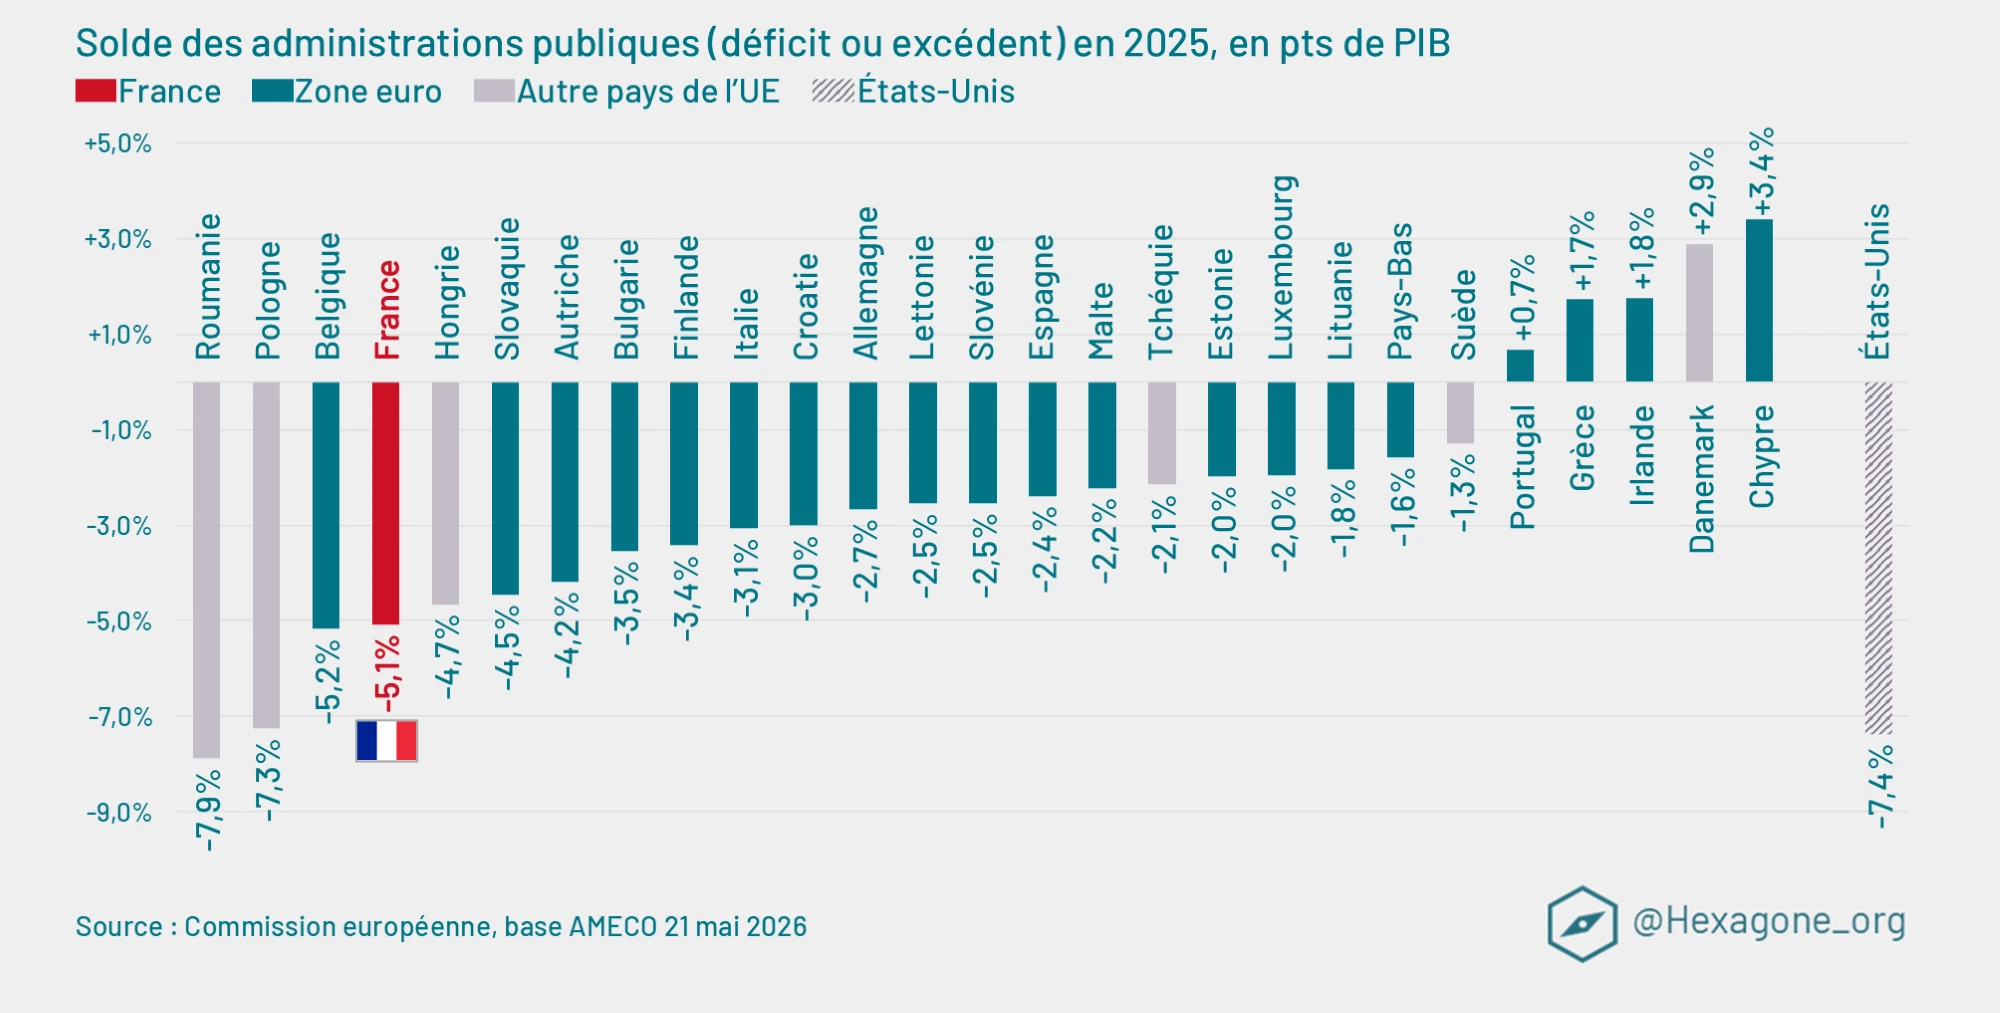 Solde des administrations publiques (déficit ou excédent) en 2025, en pts de PIB
France Zone euro Autre pays de l'UE États-Unis
+5,0%
+3,0%
+1,0%
-1,0%
-3,0%
-5,0%
-7,0%
-9,0%
Roumanie
-7,9%
Pologne
-7,3%
Belgique
-5,2%
France
-5,1%
Hongrie
-4,7%
Slovaquie
-4,5%
Autriche
-4,2%
Bulgarie
-3,5%
Finlande
-3,4%
Italie
-3,1%
Croatie
-3,0%
Allemagne
-2,7%
Lettonie
-2,5%
Slovénie
-2,5%
Espagne
-2,4%
Malte
-2,2%
Tchéquie
-2,1%
Estonie
-2,0%
Luxembourg
-2,0%
Lituanie
-1,8%
Pays-Bas
-1,6%
Suède
-1,3%
+0,7%
Portugal
+1,7%
Grèce
+1,8%
Irlande
+2,9%
Danemark
+3,4%
Chypre
États-Unis
-7,4%
Source : Commission européenne, base AMECO 21 mai 2026
@Hexagone_org